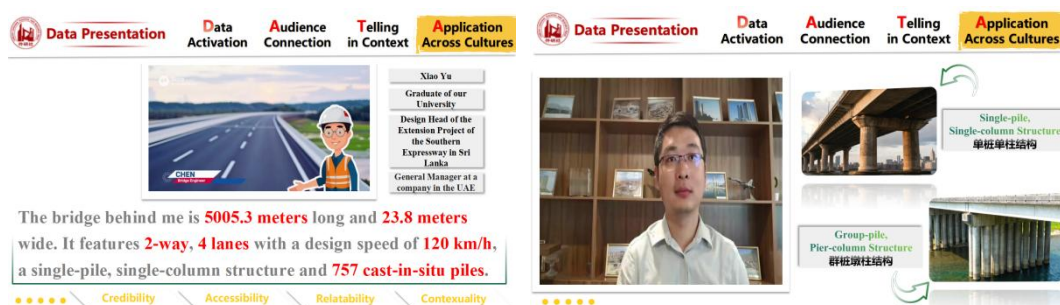 Data Presentation
Data
Activation
Audience
Connection
Telling
in Context
Application
Across Cultures
Xiao Yu
Graduate of our
University
Design Head of the
Extension Project of
the Southern
Expressway in Sri
Lanka
General Manager at a
company in the UAE
CHEN
Bridge Engineer
The bridge behind me is 5005.3 meters long and 23.8 meters
wide. It features 2-way, 4 lanes with a design speed of 120 km/h,
a single-pile, single-column structure and 757 cast-in-situ piles.
Credibility
Accessibility
Relatability
Contexuality
Data Presentation
Data
Activation
Audience
Connection
Telling
in Context
Application
Across Cultures
Single-pile,
Single-column Structure
单桩单柱结构
Group-pile,
Pier-column Structure
群桩墩柱结构